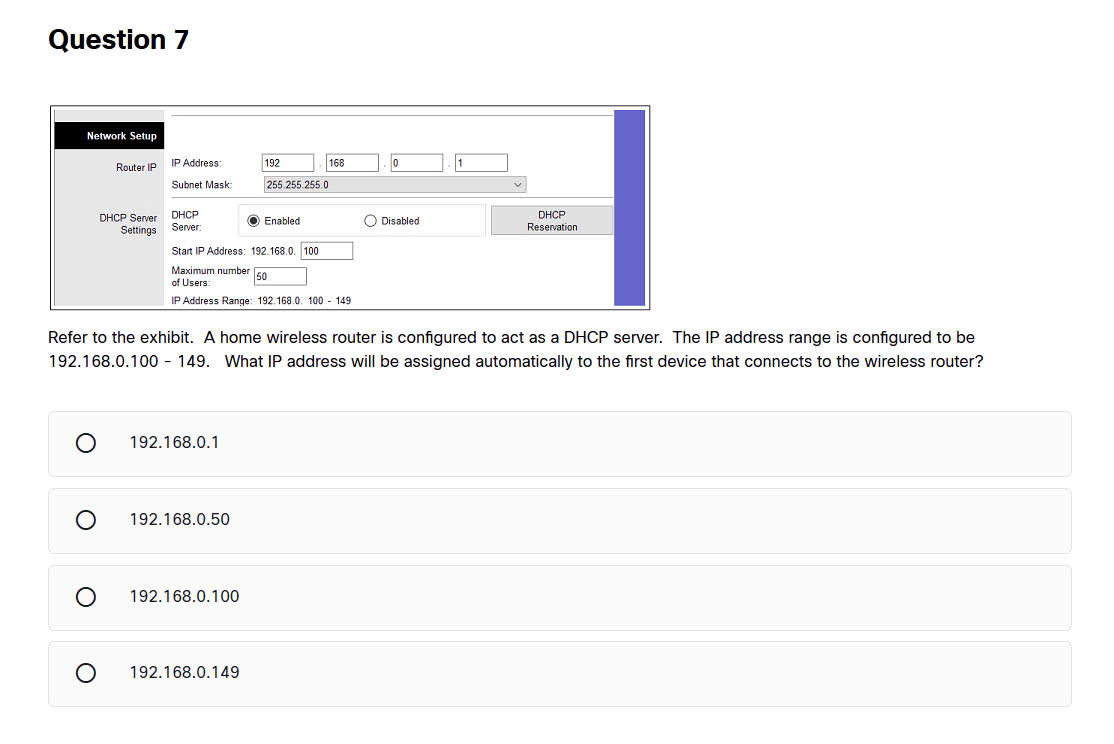 Question 7
Network Setup
Router IP
IP Address: 192 . 168 . 0 . 1
Subnet Mask: 255.255.255.0
DHCP Server
Settings
DHCP
Server:
Enabled Disabled
DHCP
Reservation
Start IP Address: 192.168.0. 100
Maximum number
of Users:
50
IP Address Range: 192.168.0. 100 - 149
Refer to the exhibit. A home wireless router is configured to act as a DHCP server. The IP address range is configured to be
192.168.0.100 - 149. What IP address will be assigned automatically to the first device that connects to the wireless router?
192.168.0.1
192.168.0.50
192.168.0.100
192.168.0.149